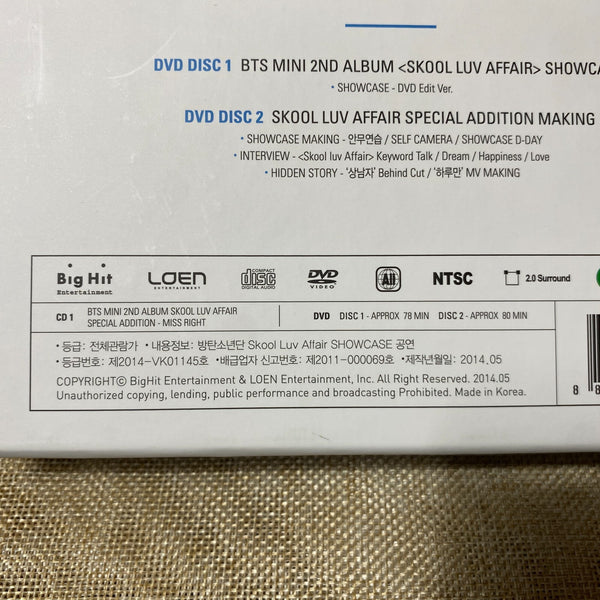 DVD DISC 1 BTS MINI 2ND ALBUM <SKOOL LUV AFFAIR> SHOWCASE
• SHOWCASE - DVD Edit Ver.
DVD DISC 2 SKOOL LUV AFFAIR SPECIAL ADDITION MAKING
• SHOWCASE MAKING - 안무연습 / SELF CAMERA / SHOWCASE D-DAY
• INTERVIEW - <Skool luv Affair> Keyword Talk / Dream / Happiness / Love
• HIDDEN STORY - '상남자' Behind Cut / '하루만' MV MAKING
Big Hit Entertainment LOEN ENTERTAINMENT COMPACT disc DIGITAL AUDIO DVD VIDEO All NTSC 2.0 Surround
CD 1 BTS MINI 2ND ALBUM SKOOL LUV AFFAIR
SPECIAL ADDITION - MISS RIGHT
DVD DISC 1 - APPROX 78 MIN DISC 2 - APPROX 80 MIN
• 등급: 전체관람가 • 내용정보: 방탄소년단 Skool Luv Affair SHOWCASE 공연
• 등급번호: 제2014-VK01145호 • 배급업자 신고번호: 제2011-000069호 • 제작년월일: 2014.05
COPYRIGHTⓒ BigHit Entertainment & LOEN Entertainment, Inc. All Right Reserved. 2014.05
Unauthorized copying, lending, public performance and broadcasting Prohibited. Made in Korea.
8 8